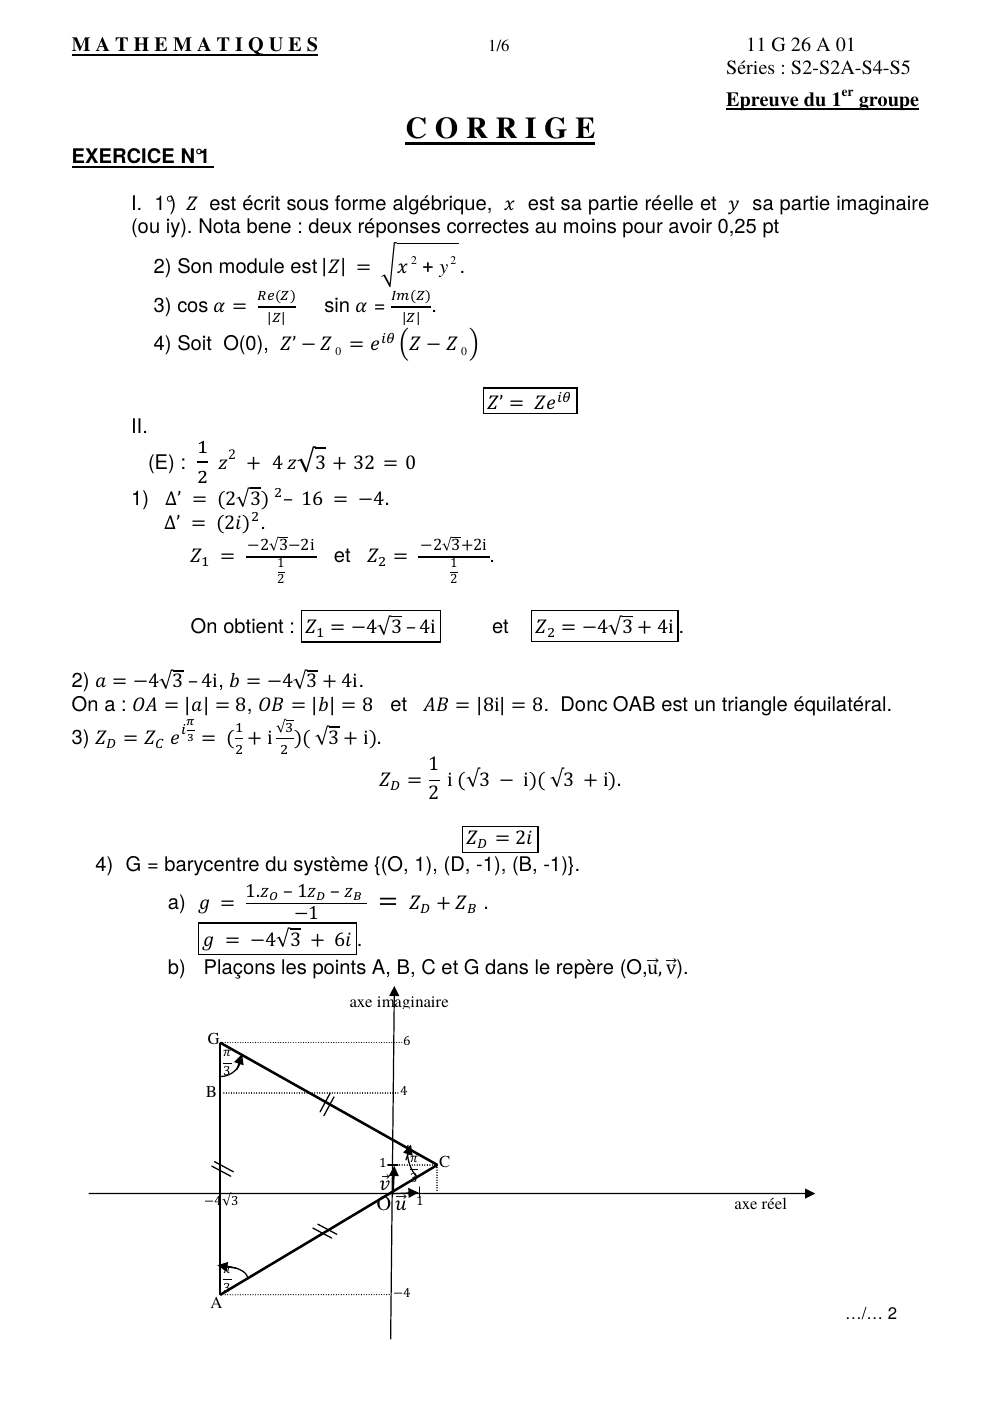 MATHEMATIQUES 1/6 11 G 26 A 01
Séries : S2-S2A-S4-S5
Epreuve du 1er groupe
CORRIGE
EXERCICE N°1
I. 1°) Z est écrit sous forme algébrique, x est sa partie réelle et y sa partie imaginaire
(ou iy). Nota bene : deux réponses correctes au moins pour avoir 0,25 pt
2) Son module est |Z| = √(x² + y²).
3) cos α = Re(Z)/|Z| sin α = Im(Z)/|Z|.
4) Soit O(0), Z′ − Z₀ = e^{iθ}(Z − Z₀)
Z′ = Ze^{iθ}
II.
(E) : 1/2 z² + 4 z√3 + 32 = 0
1) Δ′ = (2√3)² – 16 = −4.
Δ′ = (2i)².
Z₁ = (−2√3−2i)/(1/2) et Z₂ = (−2√3+2i)/(1/2).
On obtient : Z₁ = −4√3 – 4i et Z₂ = −4√3 + 4i.
2) a = −4√3 – 4i, b = −4√3 + 4i.
On a : OA = |a| = 8, OB = |b| = 8 et AB = |8i| = 8. Donc OAB est un triangle équilatéral.
3) Z_D = Z_C e^{iπ/3} = (1/2 + i √3/2)( √3 + i).
Z_D = 1/2 i (√3 − i)( √3 + i).
Z_D = 2i
4) G = barycentre du système {(O, 1), (D, -1), (B, -1)}.
a) g = (1.z_O – 1z_D – z_B)/(−1) = Z_D + Z_B .
g = −4√3 + 6i.
b) Plaçons les points A, B, C et G dans le repère (O,u⃗, v⃗).
axe imaginaire
G 6
π/3
B 4
1 π/3 C
v⃗
−4√3 O u⃗ 1 axe réel
π/3
A −4
…/… 2